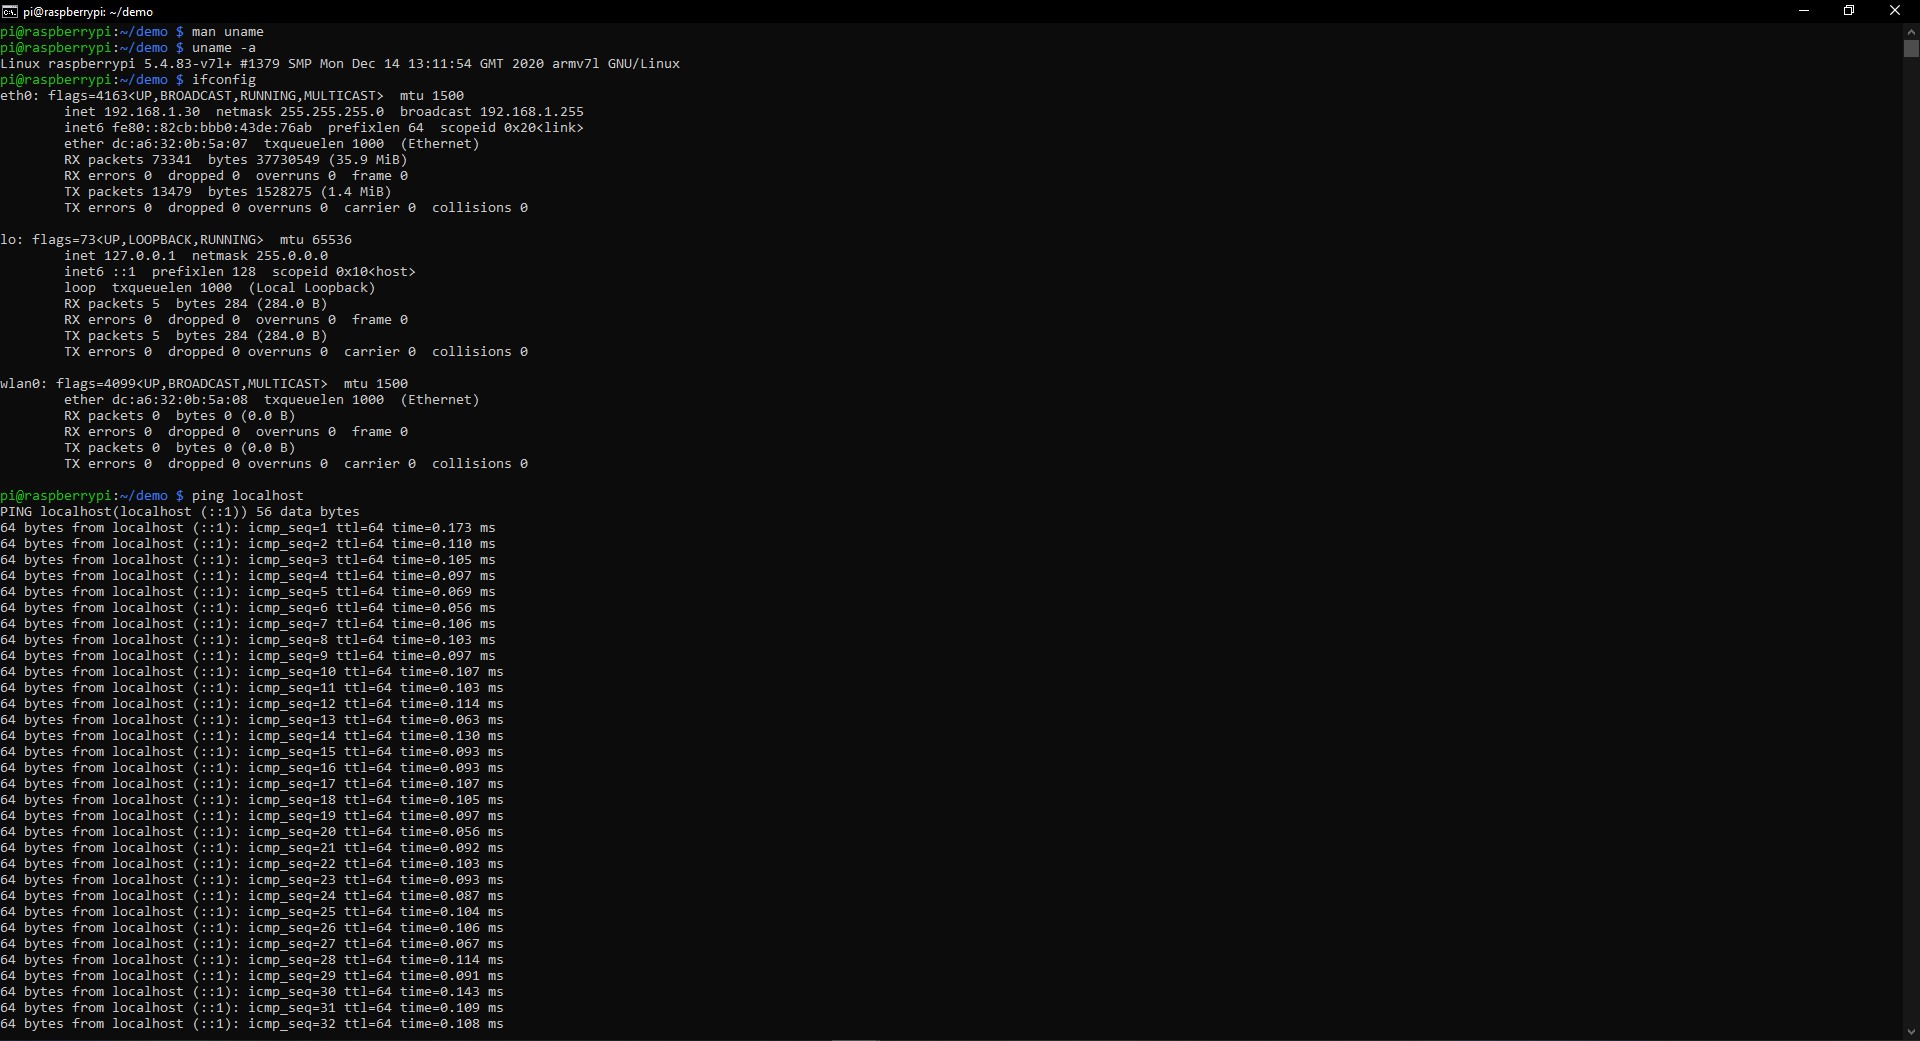 pi@raspberrypi: ~/demo
pi@raspberrypi:~/demo $ man uname
pi@raspberrypi:~/demo $ uname -a
Linux raspberrypi 5.4.83-v7l+ #1379 SMP Mon Dec 14 13:11:54 GMT 2020 armv7l GNU/Linux
pi@raspberrypi:~/demo $ ifconfig
eth0: flags=4163<UP,BROADCAST,RUNNING,MULTICAST>  mtu 1500
        inet 192.168.1.30  netmask 255.255.255.0  broadcast 192.168.1.255
        inet6 fe80::82cb:bbb0:43de:76ab  prefixlen 64  scopeid 0x20<link>
        ether dc:a6:32:0b:5a:07  txqueuelen 1000  (Ethernet)
        RX packets 73341  bytes 37730549 (35.9 MiB)
        RX errors 0  dropped 0  overruns 0  frame 0
        TX packets 13479  bytes 1528275 (1.4 MiB)
        TX errors 0  dropped 0 overruns 0  carrier 0  collisions 0

lo: flags=73<UP,LOOPBACK,RUNNING>  mtu 65536
        inet 127.0.0.1  netmask 255.0.0.0
        inet6 ::1  prefixlen 128  scopeid 0x10<host>
        loop  txqueuelen 1000  (Local Loopback)
        RX packets 5  bytes 284 (284.0 B)
        RX errors 0  dropped 0  overruns 0  frame 0
        TX packets 5  bytes 284 (284.0 B)
        TX errors 0  dropped 0 overruns 0  carrier 0  collisions 0

wlan0: flags=4099<UP,BROADCAST,MULTICAST>  mtu 1500
        ether dc:a6:32:0b:5a:08  txqueuelen 1000  (Ethernet)
        RX packets 0  bytes 0 (0.0 B)
        RX errors 0  dropped 0  overruns 0  frame 0
        TX packets 0  bytes 0 (0.0 B)
        TX errors 0  dropped 0 overruns 0  carrier 0  collisions 0

pi@raspberrypi:~/demo $ ping localhost
PING localhost(localhost (::1)) 56 data bytes
64 bytes from localhost (::1): icmp_seq=1 ttl=64 time=0.173 ms
64 bytes from localhost (::1): icmp_seq=2 ttl=64 time=0.110 ms
64 bytes from localhost (::1): icmp_seq=3 ttl=64 time=0.105 ms
64 bytes from localhost (::1): icmp_seq=4 ttl=64 time=0.097 ms
64 bytes from localhost (::1): icmp_seq=5 ttl=64 time=0.069 ms
64 bytes from localhost (::1): icmp_seq=6 ttl=64 time=0.056 ms
64 bytes from localhost (::1): icmp_seq=7 ttl=64 time=0.106 ms
64 bytes from localhost (::1): icmp_seq=8 ttl=64 time=0.103 ms
64 bytes from localhost (::1): icmp_seq=9 ttl=64 time=0.097 ms
64 bytes from localhost (::1): icmp_seq=10 ttl=64 time=0.107 ms
64 bytes from localhost (::1): icmp_seq=11 ttl=64 time=0.103 ms
64 bytes from localhost (::1): icmp_seq=12 ttl=64 time=0.114 ms
64 bytes from localhost (::1): icmp_seq=13 ttl=64 time=0.063 ms
64 bytes from localhost (::1): icmp_seq=14 ttl=64 time=0.130 ms
64 bytes from localhost (::1): icmp_seq=15 ttl=64 time=0.093 ms
64 bytes from localhost (::1): icmp_seq=16 ttl=64 time=0.093 ms
64 bytes from localhost (::1): icmp_seq=17 ttl=64 time=0.107 ms
64 bytes from localhost (::1): icmp_seq=18 ttl=64 time=0.105 ms
64 bytes from localhost (::1): icmp_seq=19 ttl=64 time=0.097 ms
64 bytes from localhost (::1): icmp_seq=20 ttl=64 time=0.056 ms
64 bytes from localhost (::1): icmp_seq=21 ttl=64 time=0.092 ms
64 bytes from localhost (::1): icmp_seq=22 ttl=64 time=0.103 ms
64 bytes from localhost (::1): icmp_seq=23 ttl=64 time=0.093 ms
64 bytes from localhost (::1): icmp_seq=24 ttl=64 time=0.087 ms
64 bytes from localhost (::1): icmp_seq=25 ttl=64 time=0.104 ms
64 bytes from localhost (::1): icmp_seq=26 ttl=64 time=0.106 ms
64 bytes from localhost (::1): icmp_seq=27 ttl=64 time=0.067 ms
64 bytes from localhost (::1): icmp_seq=28 ttl=64 time=0.114 ms
64 bytes from localhost (::1): icmp_seq=29 ttl=64 time=0.091 ms
64 bytes from localhost (::1): icmp_seq=30 ttl=64 time=0.143 ms
64 bytes from localhost (::1): icmp_seq=31 ttl=64 time=0.109 ms
64 bytes from localhost (::1): icmp_seq=32 ttl=64 time=0.108 ms